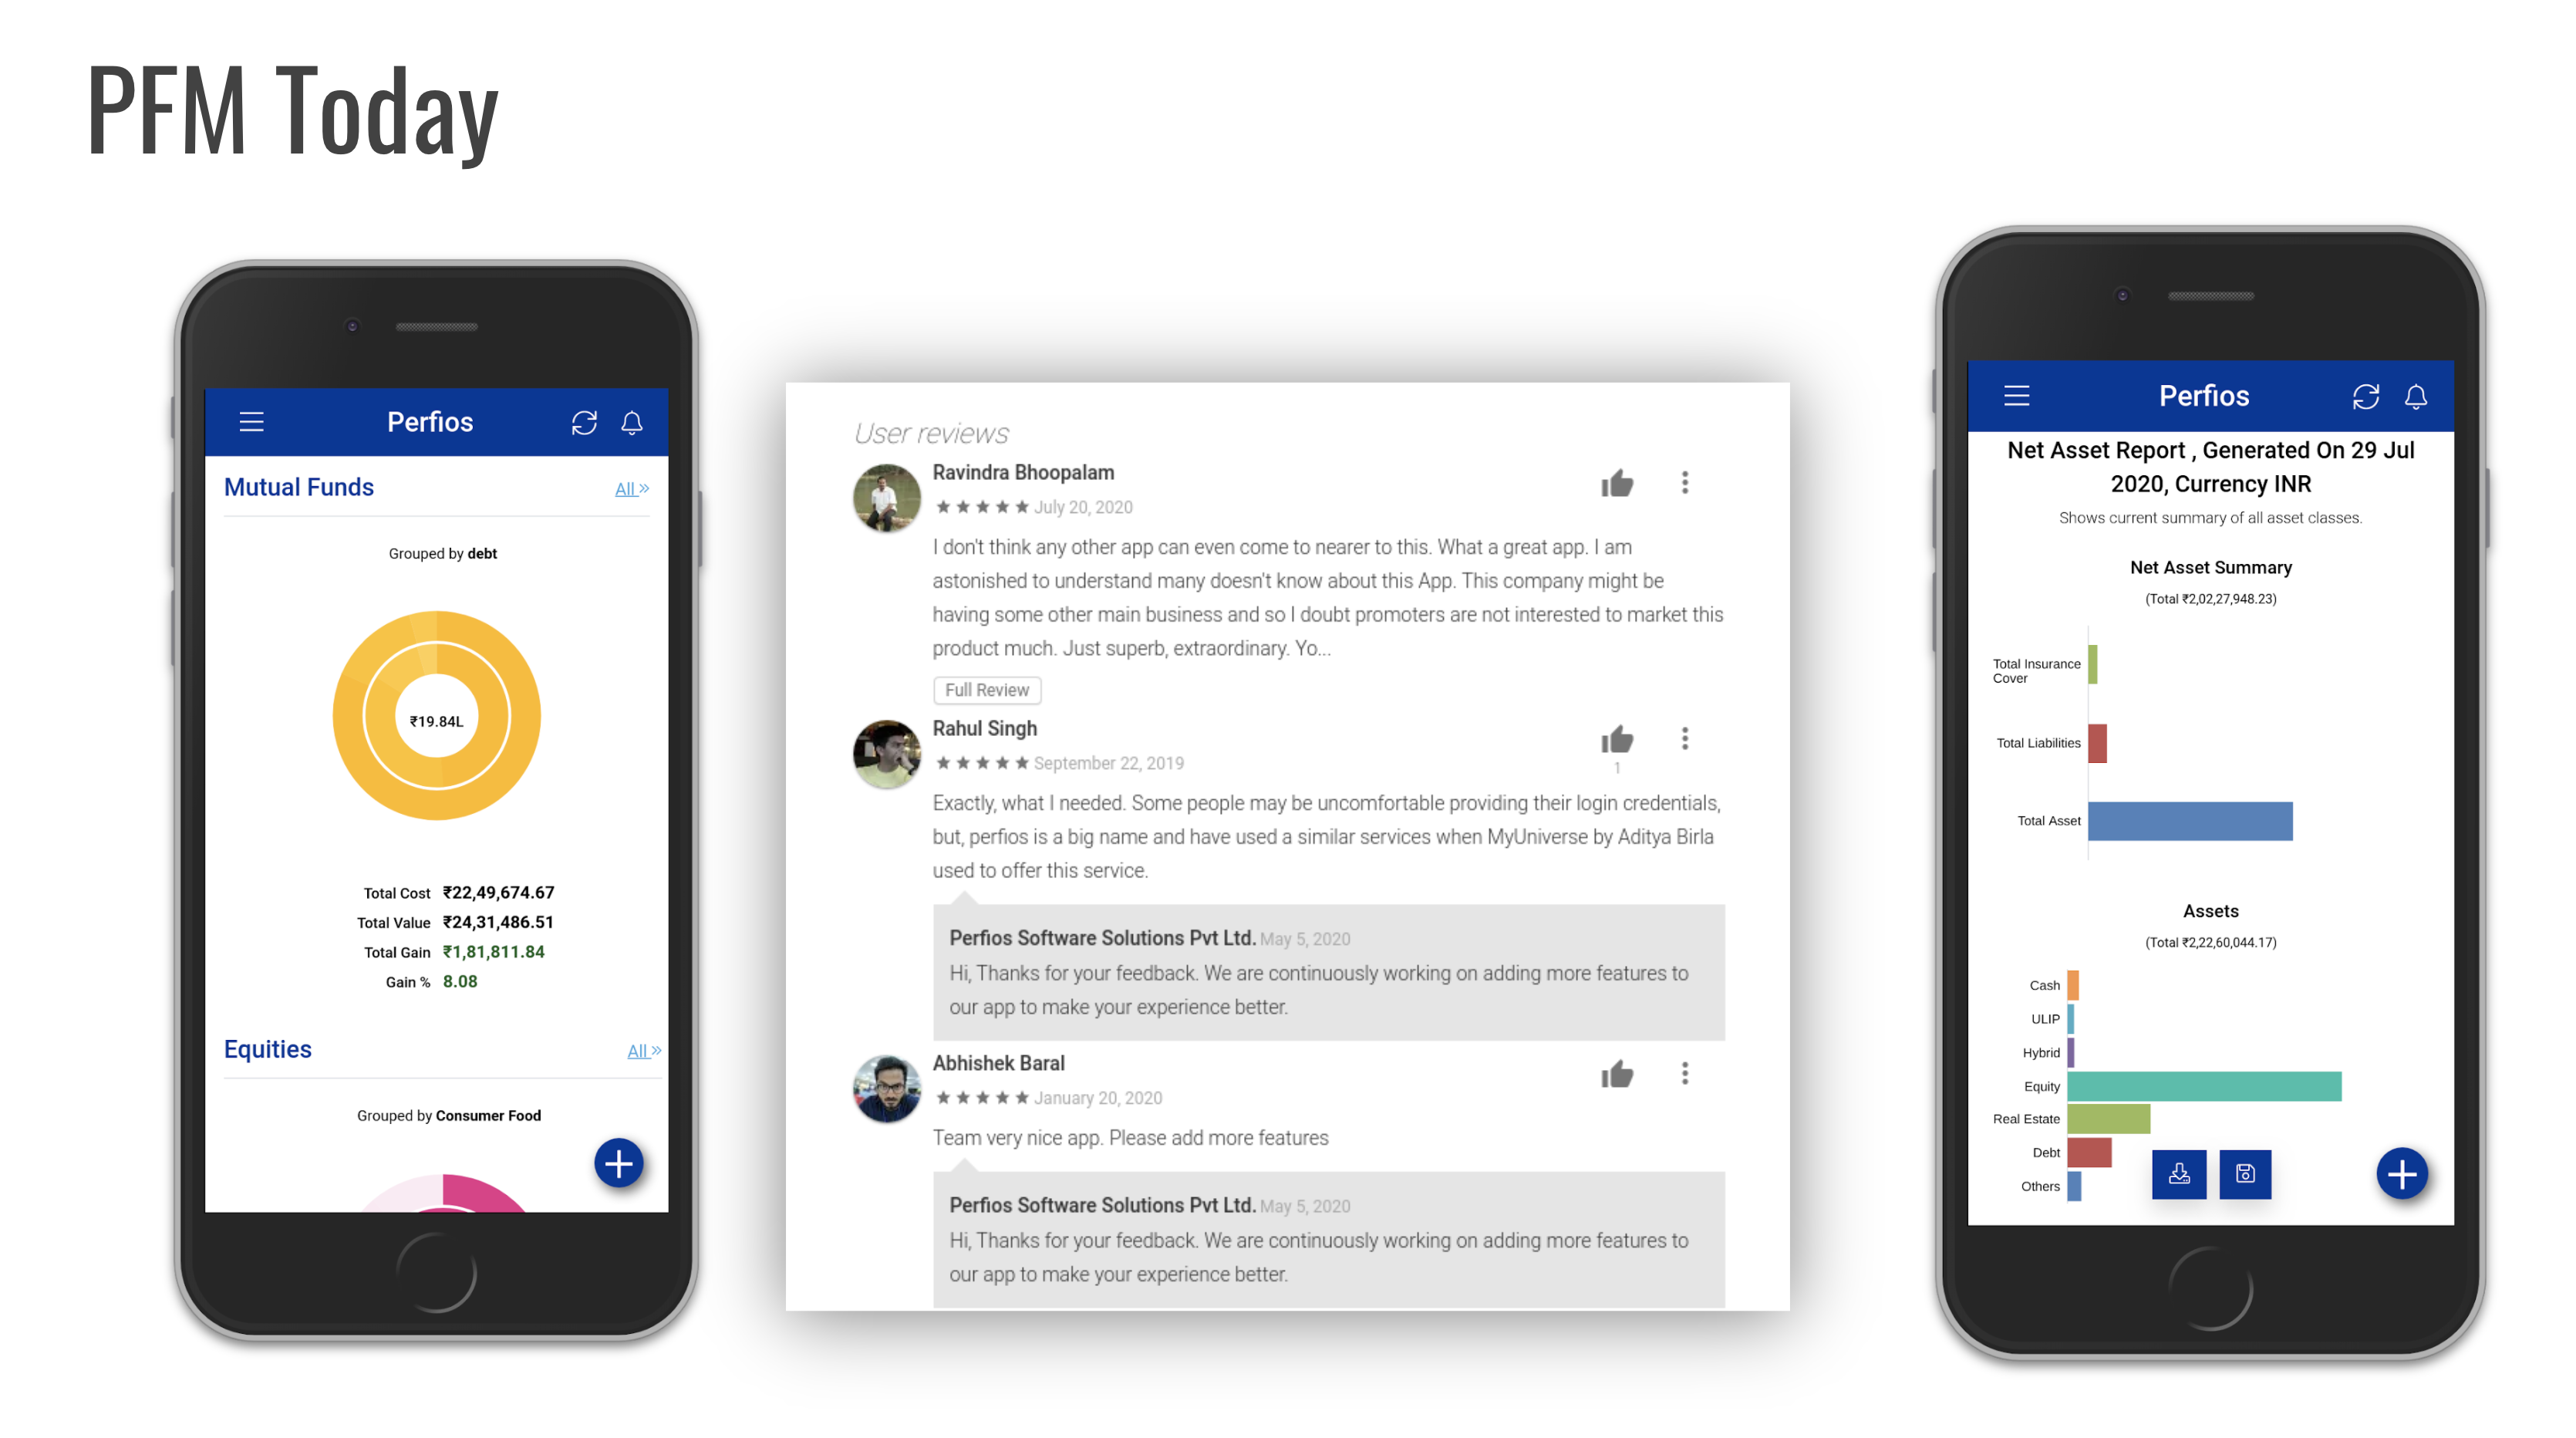 PFM Today
Perfios
Mutual Funds
All »
Grouped by debt
₹19.84L
Total Cost ₹22,49,674.67
Total Value ₹24,31,486.51
Total Gain ₹1,81,811.84
Gain % 8.08
Equities
All »
Grouped by Consumer Food
User reviews
Ravindra Bhoopalam
★★★★★ July 20, 2020
I don't think any other app can even come to nearer to this. What a great app. I am
astonished to understand many doesn't know about this App. This company might be
having some other main business and so I doubt promoters are not interested to market this
product much. Just superb, extraordinary. Yo...
Full Review
Rahul Singh
★★★★★ September 22, 2019
1
Exactly, what I needed. Some people may be uncomfortable providing their login credentials,
but, perfios is a big name and have used a similar services when MyUniverse by Aditya Birla
used to offer this service.
Perfios Software Solutions Pvt Ltd. May 5, 2020
Hi, Thanks for your feedback. We are continuously working on adding more features to
our app to make your experience better.
Abhishek Baral
★★★★★ January 20, 2020
Team very nice app. Please add more features
Perfios Software Solutions Pvt Ltd. May 5, 2020
Hi, Thanks for your feedback. We are continuously working on adding more features to
our app to make your experience better.
Perfios
Net Asset Report , Generated On 29 Jul
2020, Currency INR
Shows current summary of all asset classes.
Net Asset Summary
(Total ₹2,02,27,948.23)
Total Insurance
Cover
Total Liabilities
Total Asset
Assets
(Total ₹2,22,60,044.17)
Cash
ULIP
Hybrid
Equity
Real Estate
Debt
Others